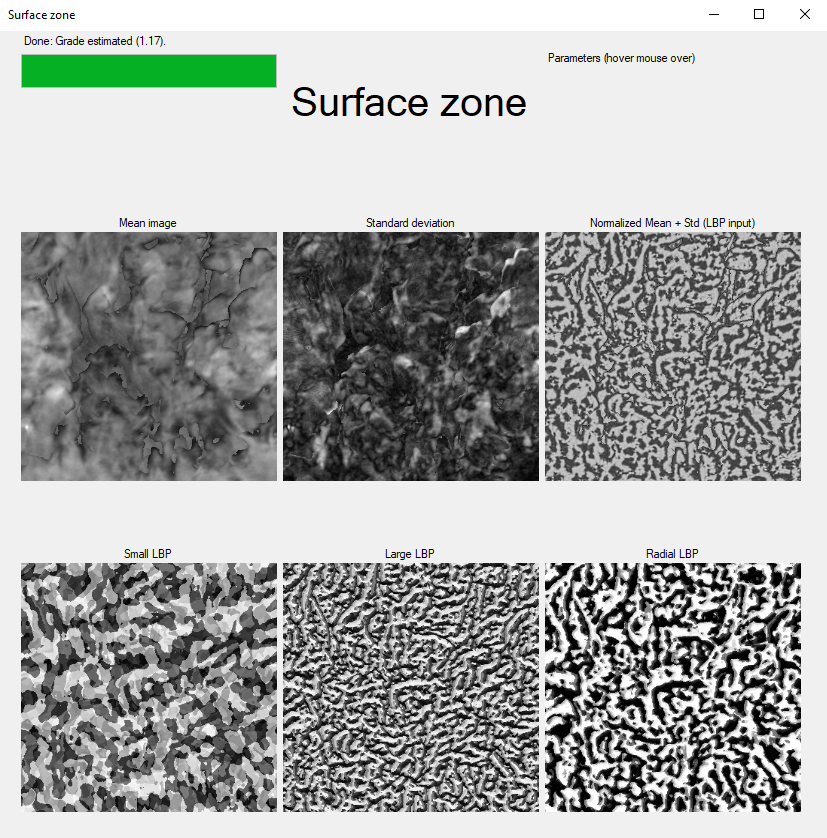 Surface zone
Done: Grade estimated (1.17).
Parameters (hover mouse over)
Surface zone
Mean image
Standard deviation
Normalized Mean + Std (LBP input)
Small LBP
Large LBP
Radial LBP